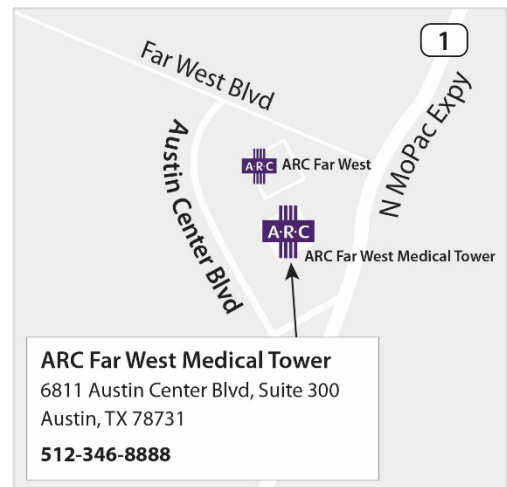 1
Far West Blvd
N MoPac Expy
Austin Center Blvd
A·R·C
ARC Far West
A·R·C
ARC Far West Medical Tower
ARC Far West Medical Tower
6811 Austin Center Blvd, Suite 300
Austin, TX 78731
512-346-8888